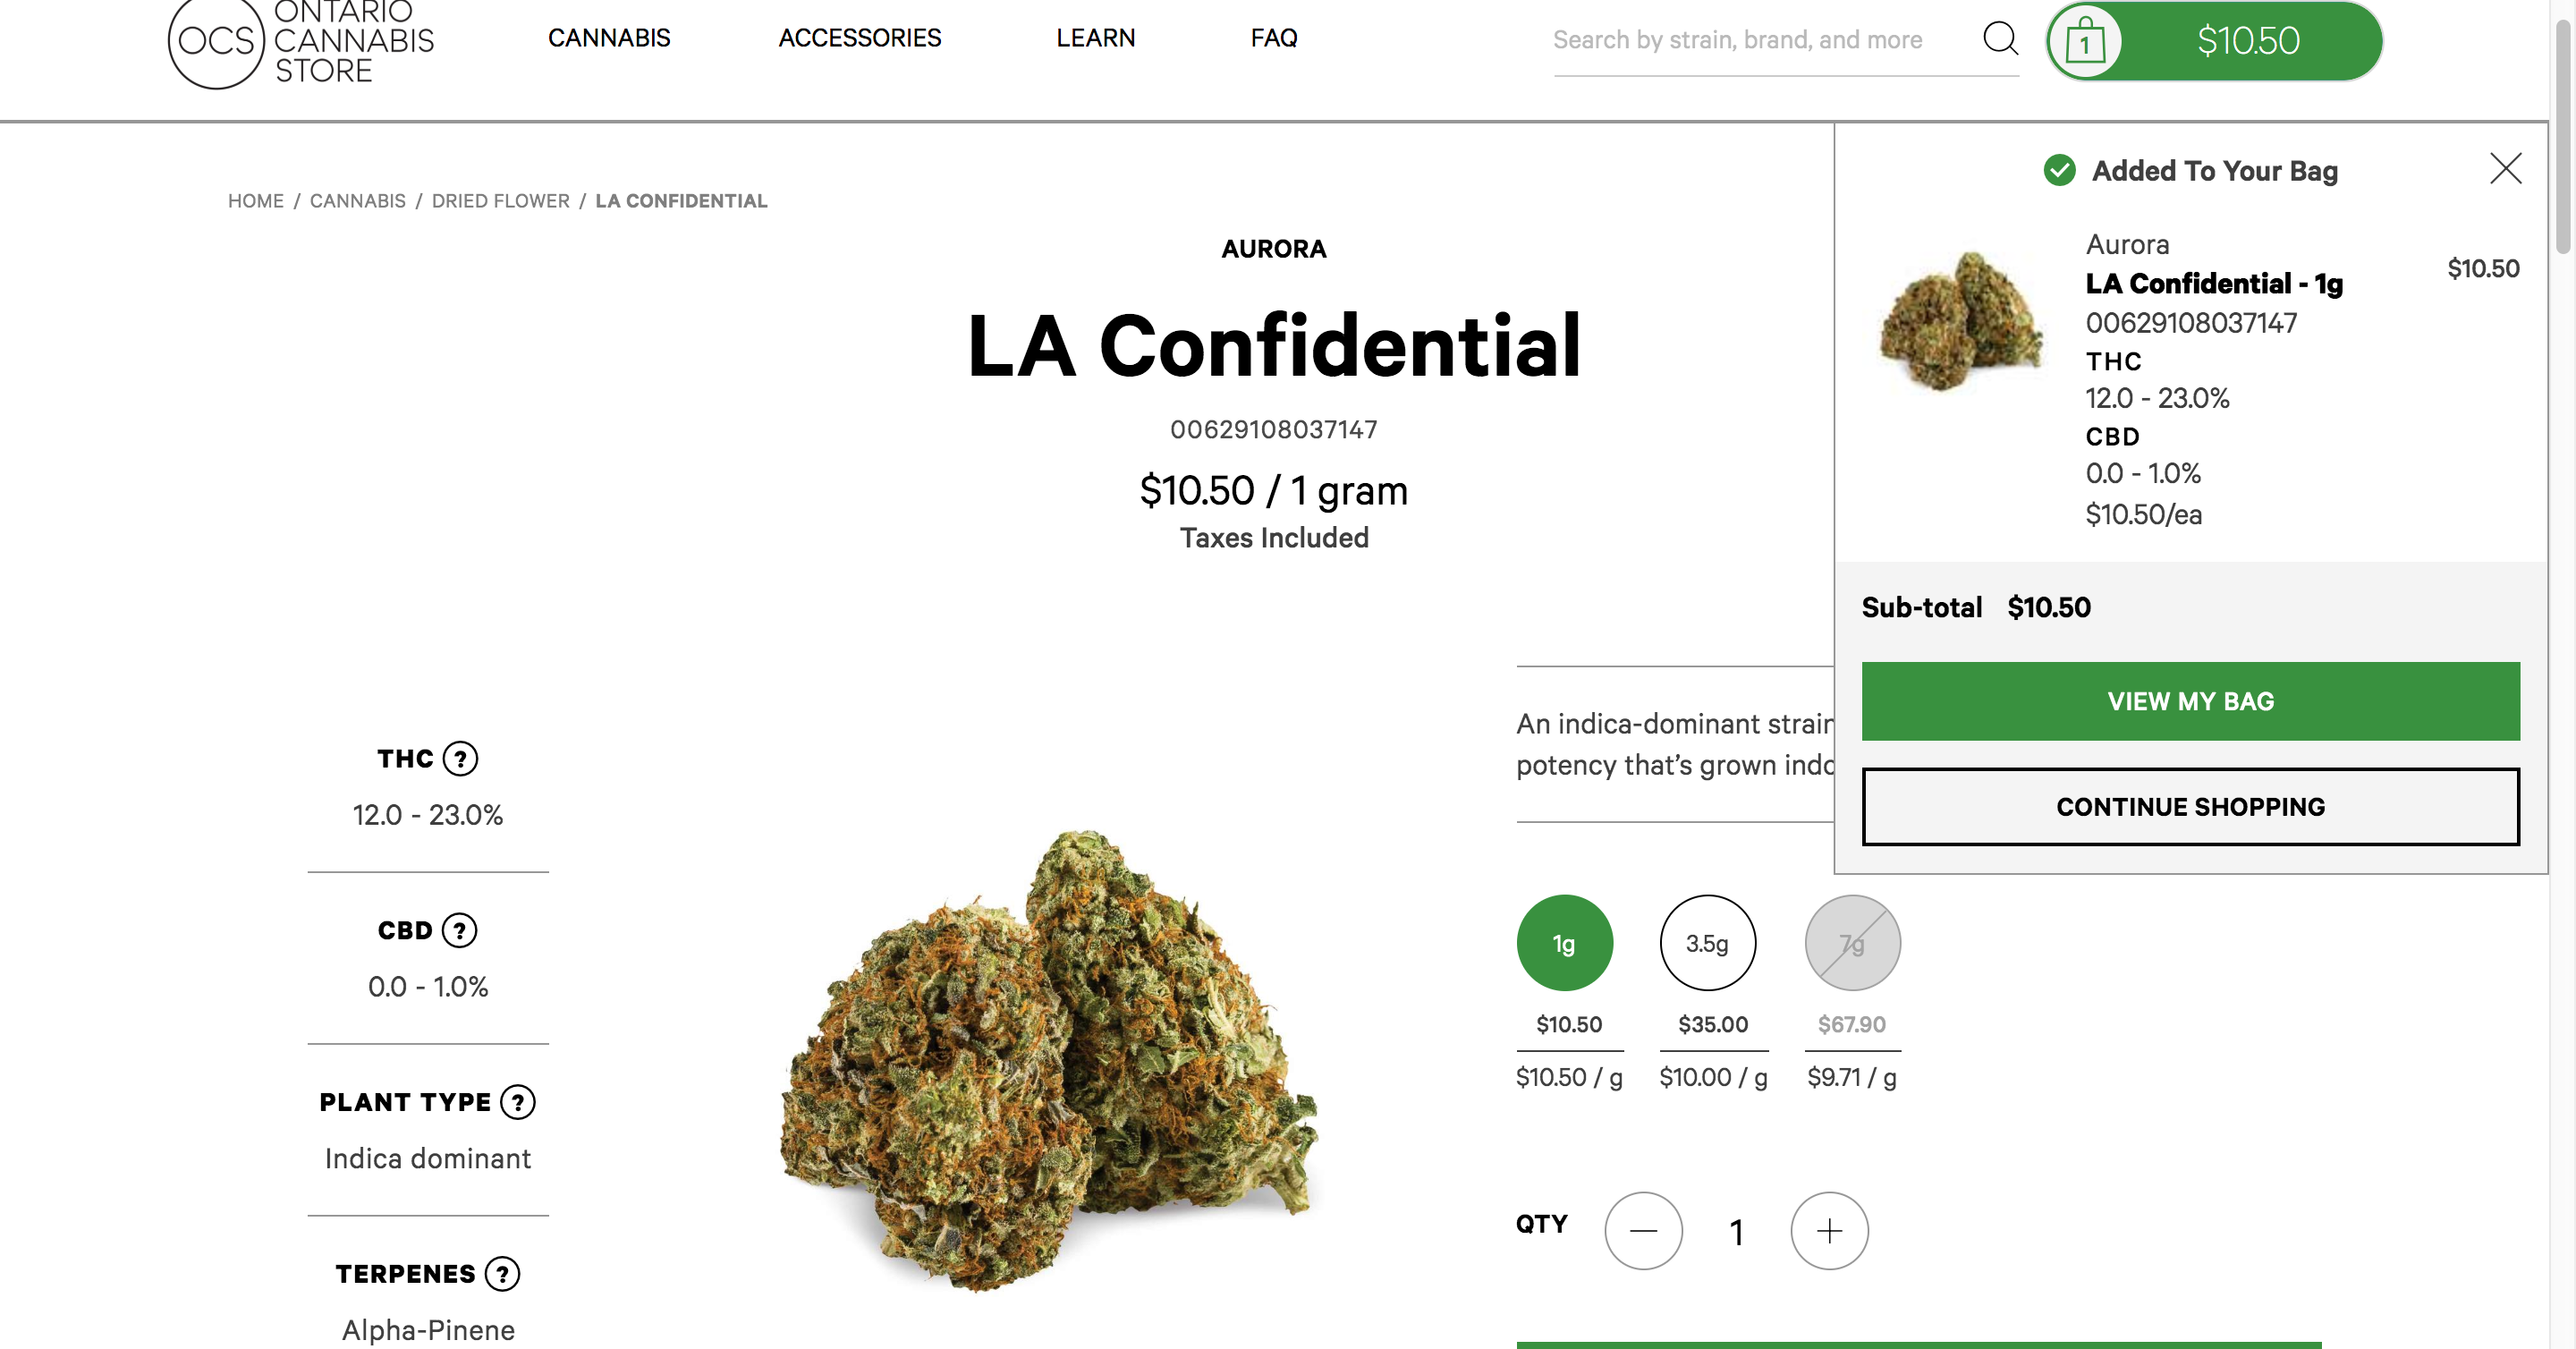 OCS
ONTARIO
CANNABIS
STORE
CANNABIS
ACCESSORIES
LEARN
FAQ
Search by strain, brand, and more
1
$10.50
HOME / CANNABIS / DRIED FLOWER / LA CONFIDENTIAL
AURORA
LA Confidential
00629108037147
$10.50 / 1 gram
Taxes Included
Added To Your Bag
Aurora
$10.50
LA Confidential - 1g
00629108037147
THC
12.0 - 23.0%
CBD
0.0 - 1.0%
$10.50/ea
Sub-total $10.50
VIEW MY BAG
CONTINUE SHOPPING
THC ?
12.0 - 23.0%
CBD ?
0.0 - 1.0%
PLANT TYPE ?
Indica dominant
TERPENES ?
Alpha-Pinene
An indica-dominant strain
potency that's grown
1g
3.5g
7g
$10.50
$35.00
$67.90
$10.50 / g
$10.00 / g
$9.71 / g
QTY
1